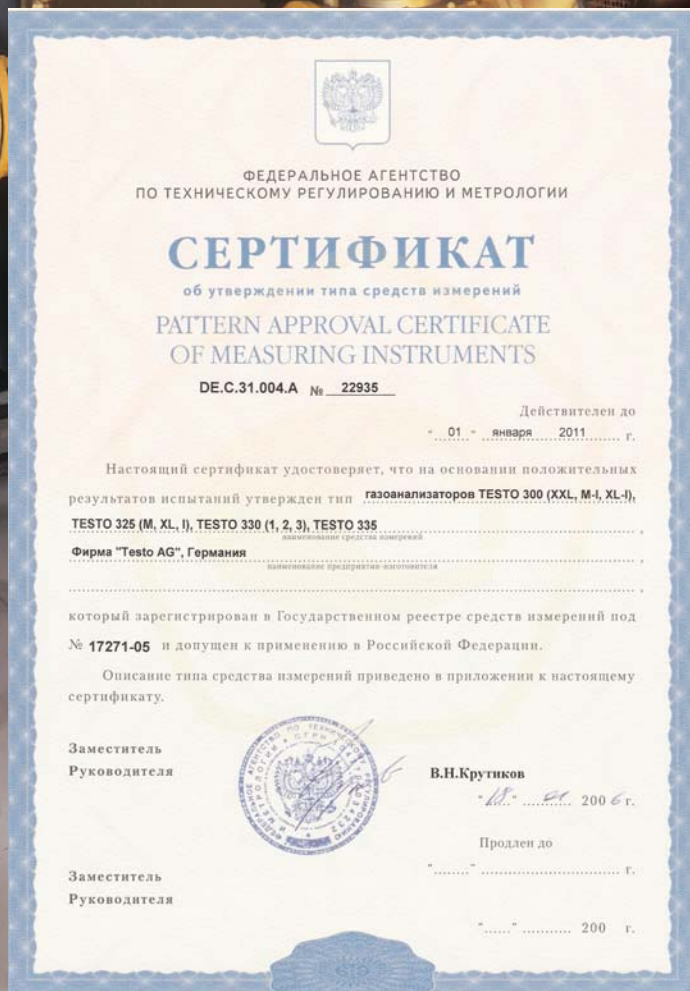 ФЕДЕРАЛЬНОЕ АГЕНТСТВО
ПО ТЕХНИЧЕСКОМУ РЕГУЛИРОВАНИЮ И МЕТРОЛОГИИ
СЕРТИФИКАТ
об утверждении типа средств измерений
PATTERN APPROVAL CERTIFICATE
OF MEASURING INSTRUMENTS
DE.C.31.004.A № 22935
Действителен до
" 01 " января 2011 г.
Настоящий сертификат удостоверяет, что на основании положительных
результатов испытаний утвержден тип газоанализаторов TESTO 300 (XXL, M-I, XL-I),
TESTO 325 (M, XL, I), TESTO 330 (1, 2, 3), TESTO 335
наименование средства измерений
Фирма "Testo AG", Германия
наименование предприятия-изготовителя
который зарегистрирован в Государственном реестре средств измерений под
№ 17271-05 и допущен к применению в Российской Федерации.
Описание типа средства измерений приведено в приложении к настоящему
сертификату.
Заместитель
Руководителя
В.Н.Крутиков
"18." 01 2006 г.
Продлен до
"........" .............................. г.
Заместитель
Руководителя
"......" ........... 200 г.